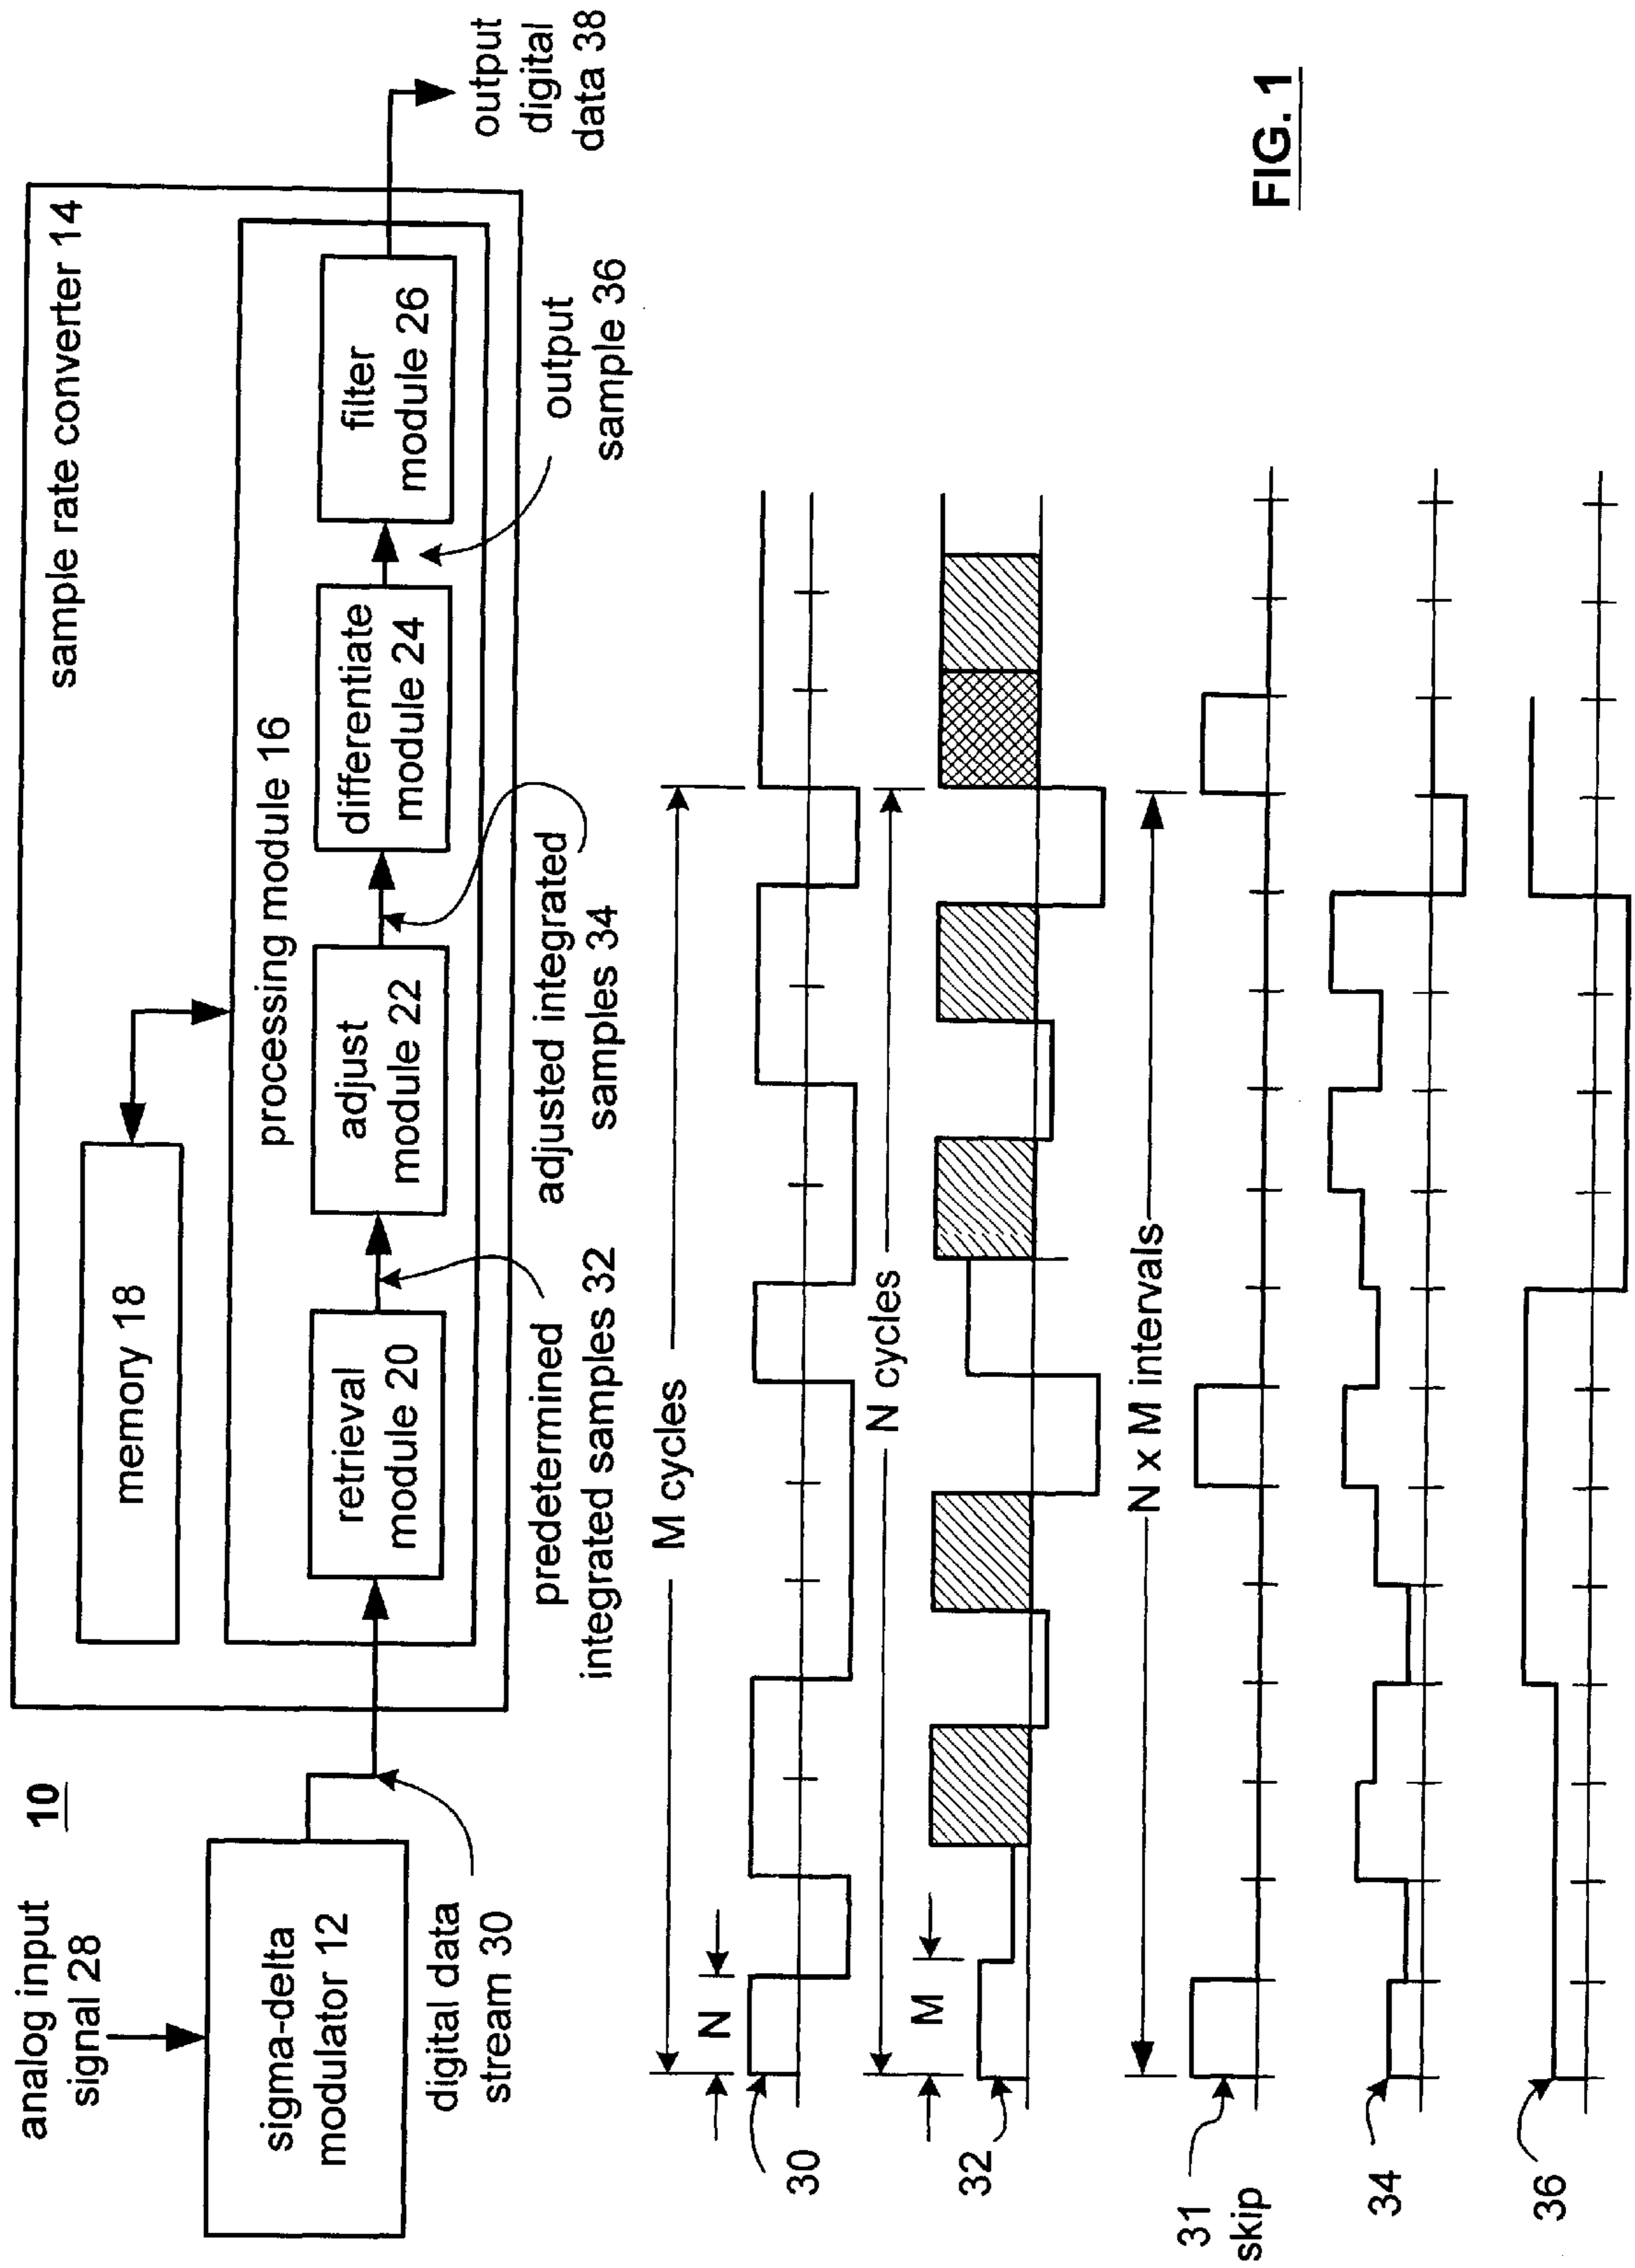 10
analog input
signal 28
sigma-delta
modulator 12
digital data
stream 30
sample rate converter 14
memory 18
processing module 16
retrieval
module 20
adjust
module 22
differentiate
module 24
filter
module 26
output
digital
data 38
predetermined
integrated samples 32
adjusted integrated
samples 34
output
sample 36
M cycles
N
30
N cycles
M
32
N x M intervals
31
skip
34
36
FIG. 1